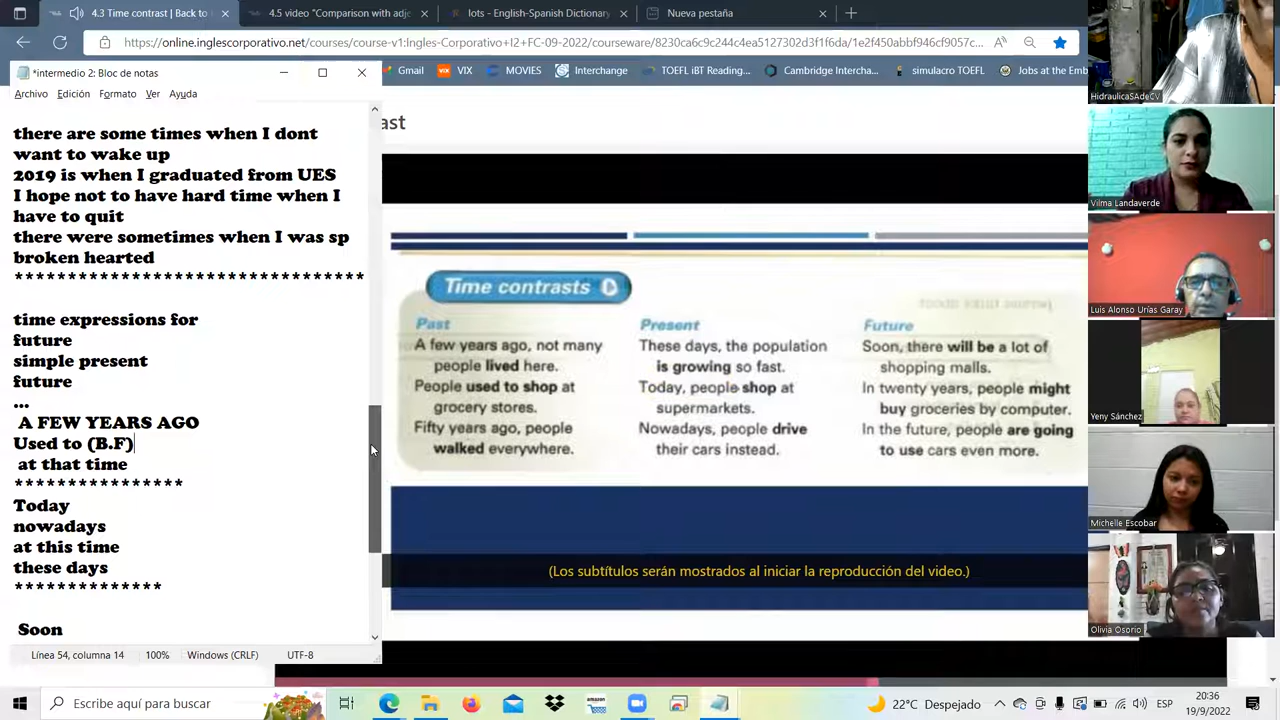 4.3 Time contrast | Back to
4.5 video "Comparison with adje
lots - English-Spanish Dictionary
Nueva pestaña
https://online.inglescorporativo.net/courses/course-v1:Ingles-Corporativo+I2+FC-09-2022/courseware/8230ca6c9c244c4ea5127302d3f1f6da/1e2f450abbf946cf9057c...
Gmail
VIX
MOVIES
Interchange
TOEFL iBT Reading...
Cambridge Intercha...
simulacro TOEFL
Jobs at the Emb
*intermedio 2: Bloc de notas
Archivo Edición Formato Ver Ayuda
there are some times when I dont
want to wake up
2019 is when I graduated from UES
I hope not to have hard time when I
have to quit
there were sometimes when I was sp
broken hearted
*********************************
time expressions for
future
simple present
future
...
A FEW YEARS AGO
Used to (B.F)
at that time
****************
Today
nowadays
at this time
these days
**************
Soon
Línea 54, columna 14 100% Windows (CRLF) UTF-8
ast
Time contrasts
Past
A few years ago, not many
people lived here.
People used to shop at
grocery stores.
Fifty years ago, people
walked everywhere.
Present
These days, the population
is growing so fast.
Today, people shop at
supermarkets.
Nowadays, people drive
their cars instead.
Future
Soon, there will be a lot of
shopping malls.
In twenty years, people might
buy groceries by computer.
In the future, people are going
to use cars even more.
(Los subtítulos serán mostrados al iniciar la reproducción del video.)
HidraulicaSAdeCV
Vilma Landaverde
Luis Alonso Urías Garay
Yeny Sánchez
Michelle Escobar
Olivia Osorio
Escribe aquí para buscar
amazon
22°C Despejado
ESP
20:36
19/9/2022